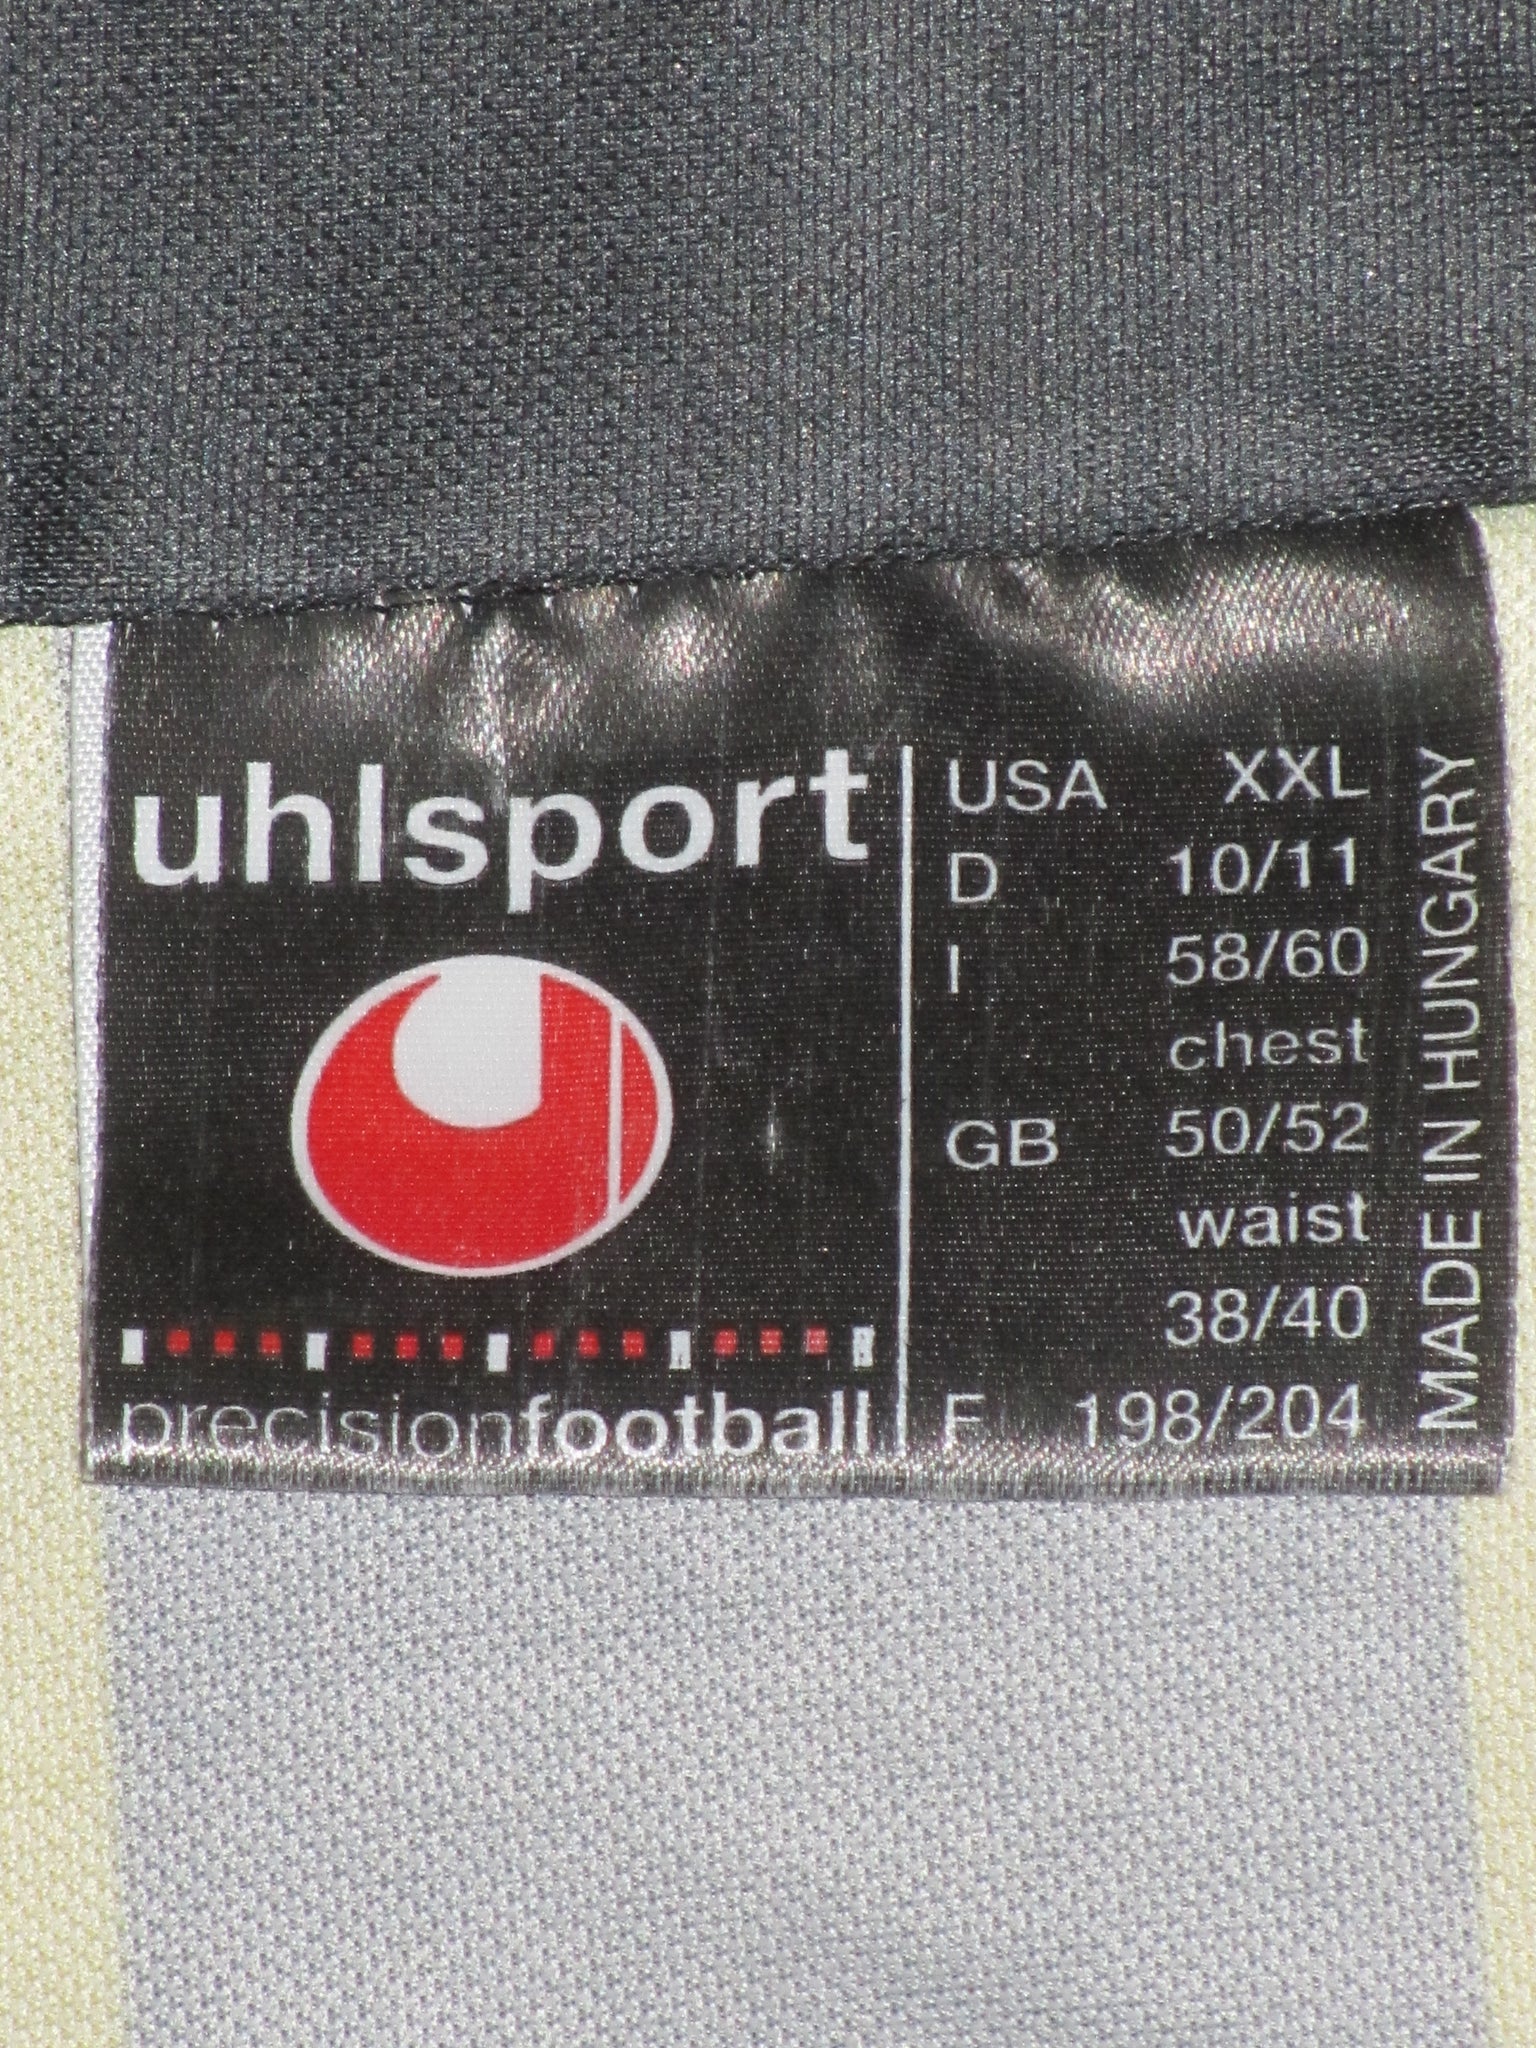 uhlsport
precisionfootball
USA XXL
D 10/11
I 58/60
chest
GB 50/52
waist
38/40
F 198/204
MADE IN HUNGARY